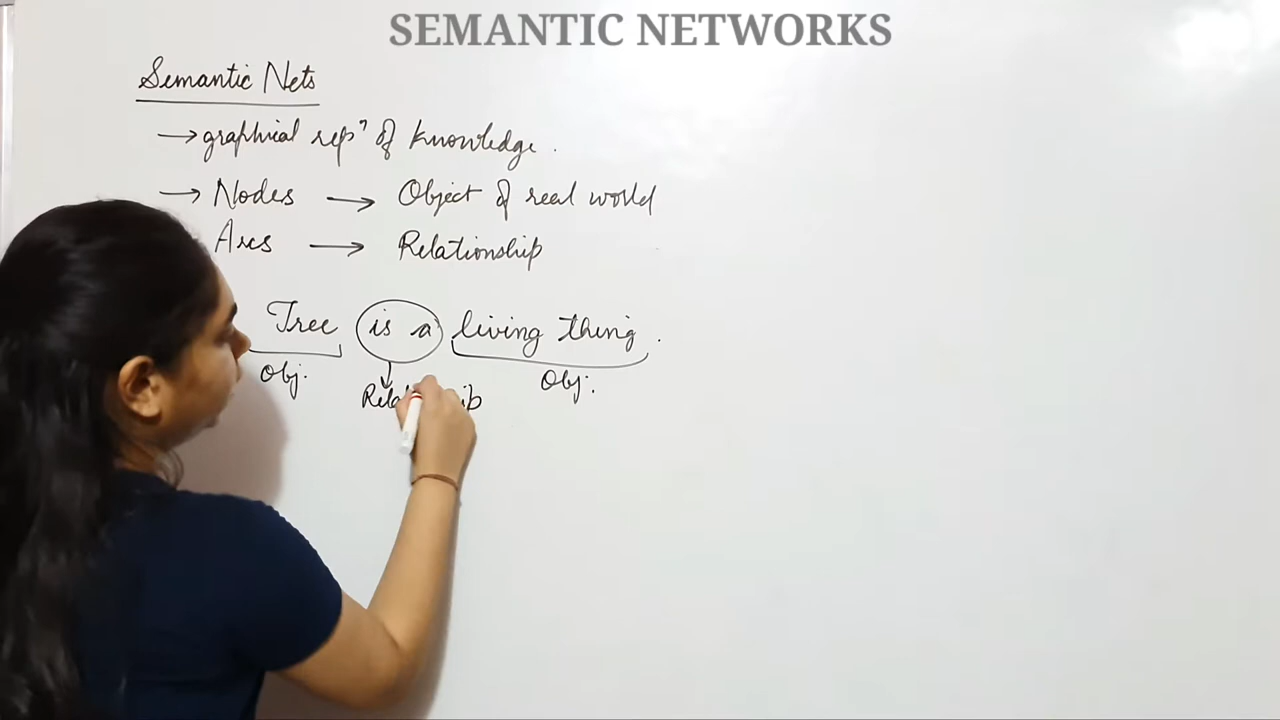 SEMANTIC NETWORKS
Semantic Nets
→ graphical repⁿ of knowledge.
→ Nodes → Object of real world
Arcs → Relationship
Tree is a living thing.
Obj. Obj.